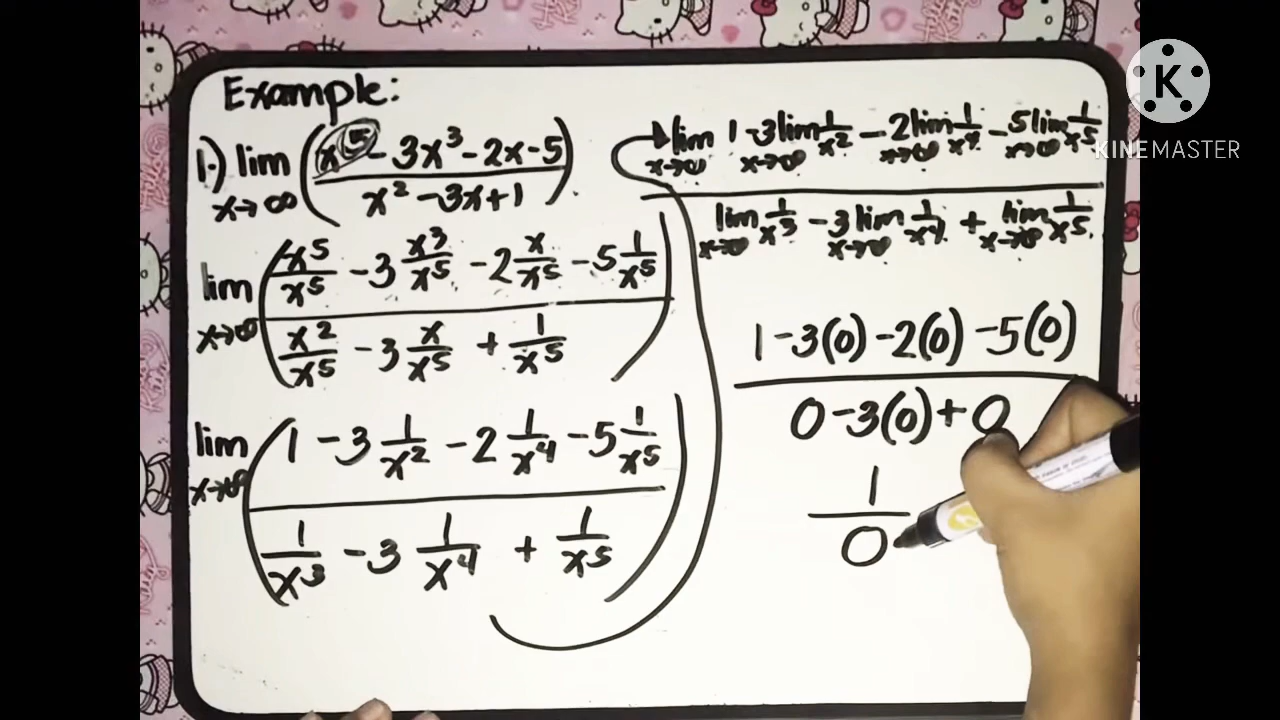 Example:
1.) lim x→∞ (x⁵ - 3x³ - 2x - 5 / x² - 3x + 1)
lim x→∞ (x⁵/x⁵ - 3 x³/x⁵ - 2 x/x⁵ - 5 1/x⁵ / x²/x⁵ - 3 x/x⁵ + 1/x⁵)
lim x→∞ (1 - 3 1/x² - 2 1/x⁴ - 5 1/x⁵ / 1/x³ - 3 1/x⁴ + 1/x⁵)
lim x→∞ 1 - 3 lim x→∞ 1/x² - 2 lim x→∞ 1/x⁴ - 5 lim x→∞ 1/x⁵
lim x→∞ 1/x³ - 3 lim x→∞ 1/x⁴ + lim x→∞ 1/x⁵
1 - 3(0) - 2(0) - 5(0)
0 - 3(0) + 0
1
0
K
KINEMASTER